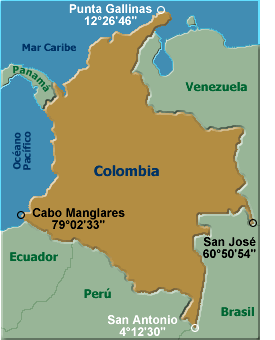 Punta Gallinas
12°26'46"
Mar Caribe
Panamá
Venezuela
Océano
Pacífico
Colombia
Cabo Manglares
79°02'33"
San José
60°50'54"
Ecuador
Perú
San Antonio
4°12'30"
Brasil